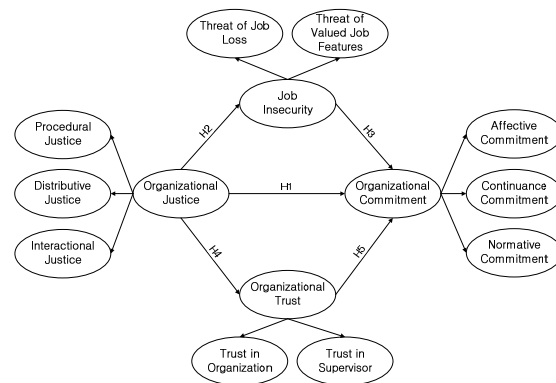 Threat of Job
Loss
Threat of
Valued Job
Features
Job
Insecurity
H2
H3
Procedural
Justice
Distributive
Justice
Interactional
Justice
Organizational
Justice
H1
Organizational
Commitment
Affective
Commitment
Continuance
Commitment
Normative
Commitment
H4
H5
Organizational
Trust
Trust in
Organization
Trust in
Supervisor